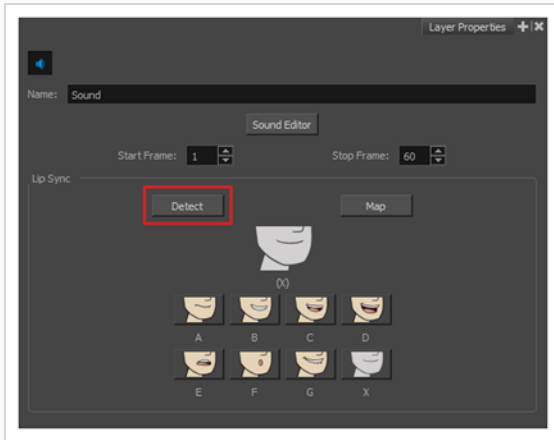 Layer Properties
Name: Sound
Sound Editor
Start Frame: 1 Stop Frame: 60
Lip Sync
Detect Map
(X)
A B C D
E F G X